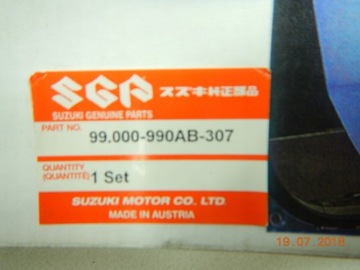 SGP スズキ純正部品
SUZUKI GENUINE PARTS
PART NO.
99.000-990AB-307
QUANTITY
(QUANTITÉ) 1 Set
SUZUKI MOTOR CO. LTD.
MADE IN AUSTRIA
19.07.2018